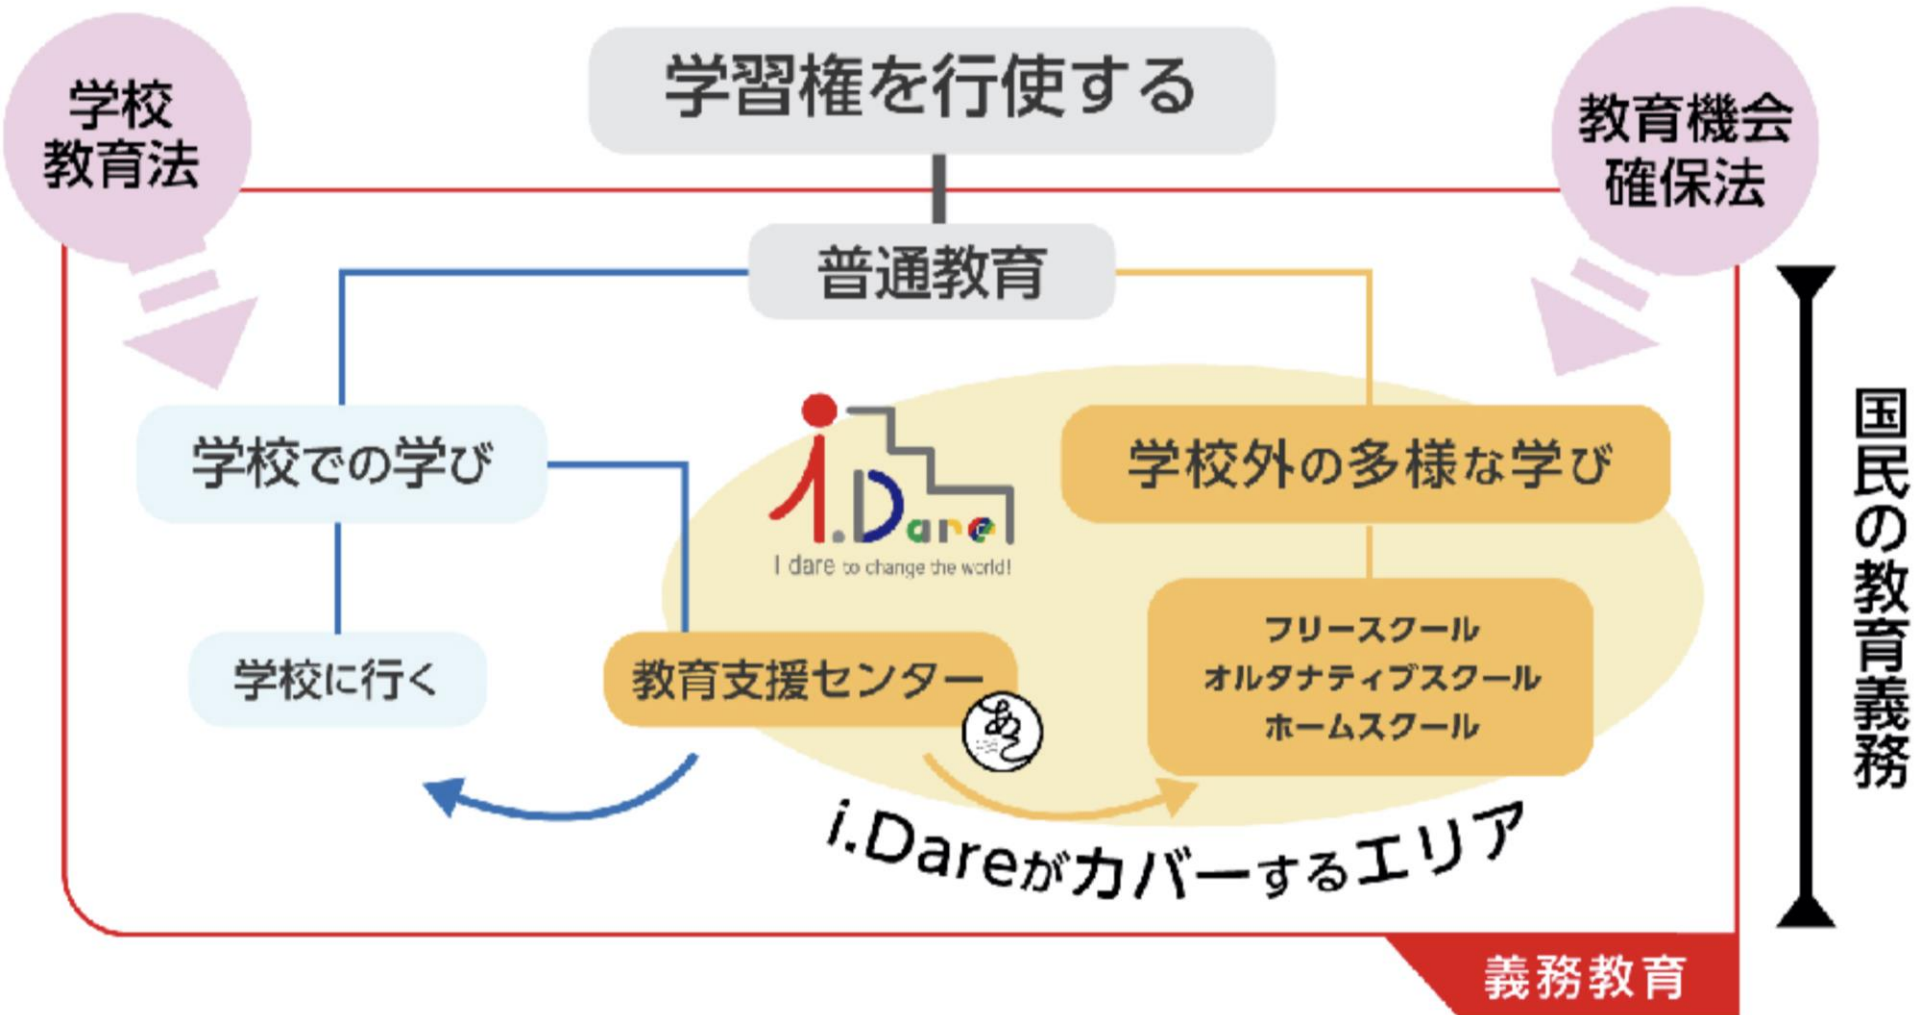 学校
教育法
学習権を行使する
教育機会
確保法
普通教育
学校での学び
i.Dare
I dare to change the world!
学校外の多様な学び
学校に行く
教育支援センター
フリースクール
オルタナティブスクール
ホームスクール
i.Dareがカバーするエリア
国民の教育義務
義務教育